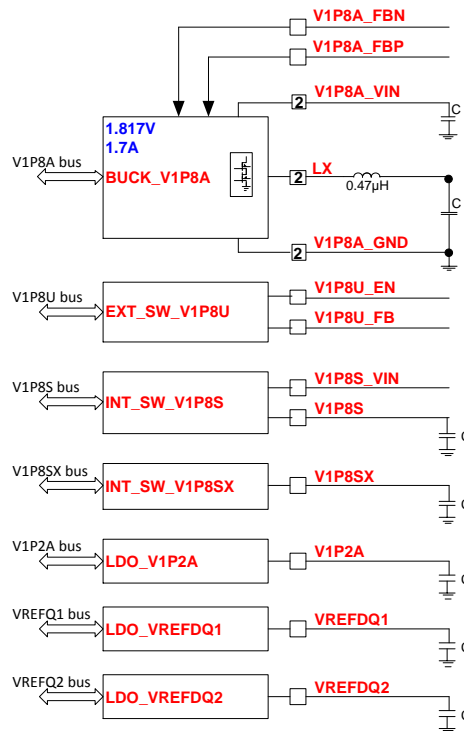 V1P8A_FBN
V1P8A_FBP
V1P8A_VIN
2
C
1.817V
1.7A
V1P8A bus
BUCK_V1P8A
2
LX
0.47µH
C
2
V1P8A_GND
V1P8U bus
EXT_SW_V1P8U
V1P8U_EN
V1P8U_FB
V1P8S bus
INT_SW_V1P8S
V1P8S_VIN
V1P8S
V1P8SX bus
INT_SW_V1P8SX
V1P8SX
V1P2A bus
LDO_V1P2A
V1P2A
VREFQ1 bus
LDO_VREFDQ1
VREFDQ1
VREFQ2 bus
LDO_VREFDQ2
VREFDQ2